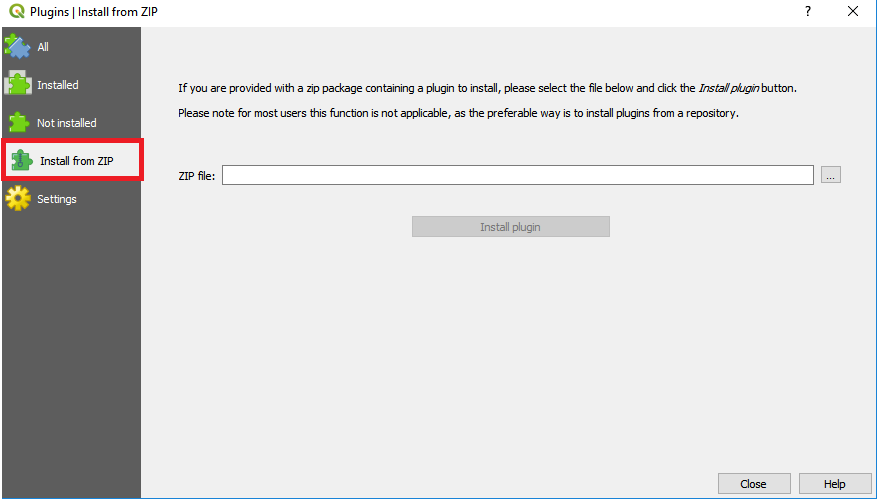 Plugins | Install from ZIP
?
All
Installed
Not installed
Install from ZIP
Settings
If you are provided with a zip package containing a plugin to install, please select the file below and click the Install plugin button.
Please note for most users this function is not applicable, as the preferable way is to install plugins from a repository.
ZIP file:
...
Install plugin
Close
Help